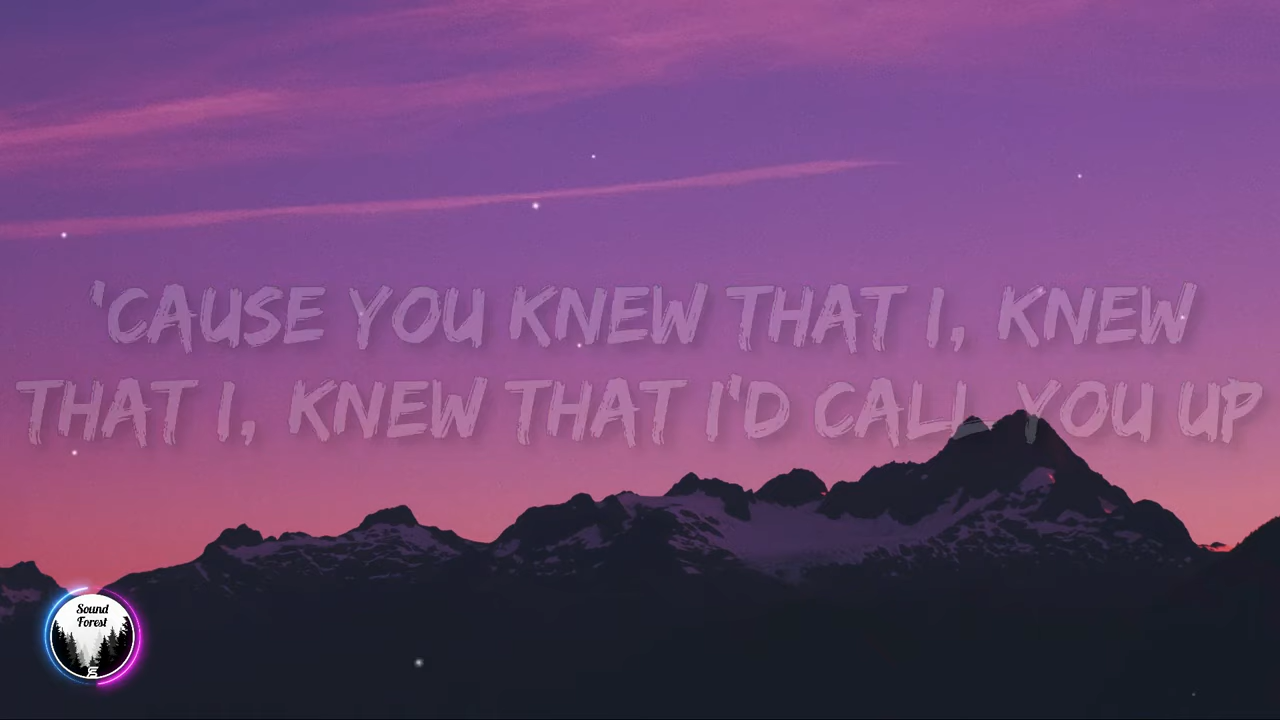 'CAUSE YOU KNEW THAT I, KNEW
THAT I, KNEW THAT I'D CALL YOU UP
Sound
Forest